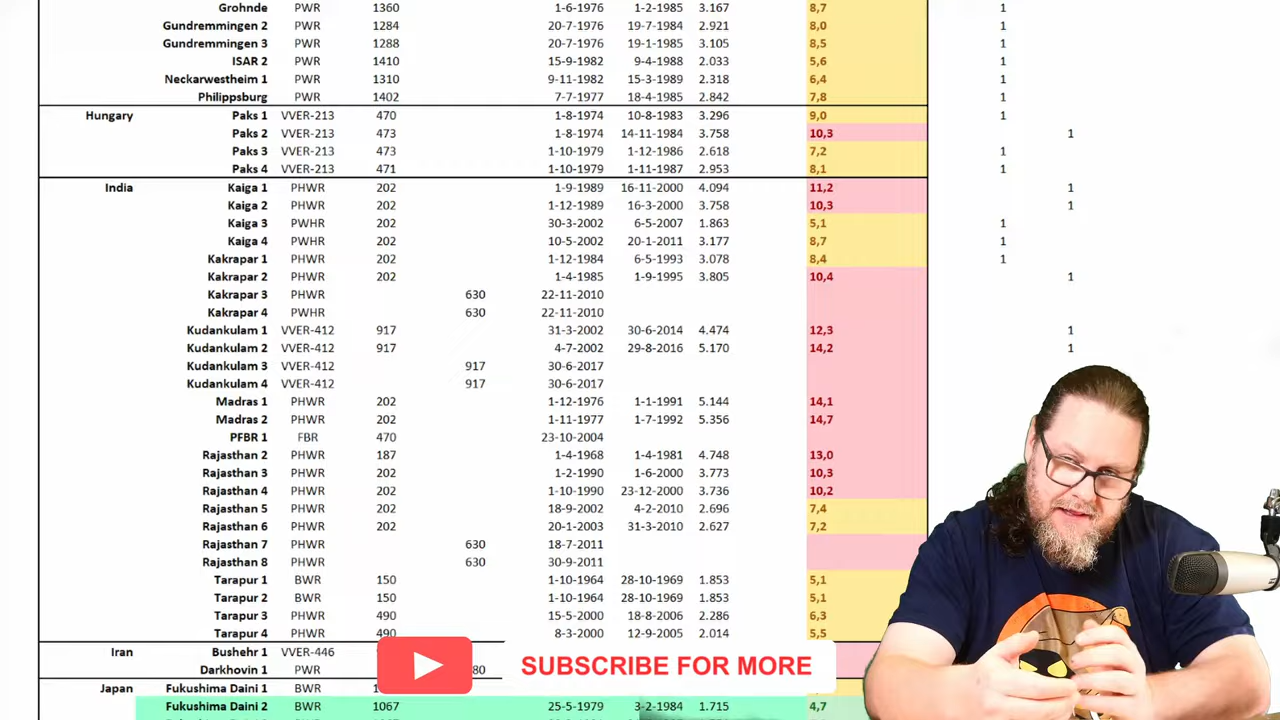 Grohnde PWR 1360 1-6-1976 1-2-1985 3.167 8,7 1
Gundremmingen 2 PWR 1284 20-7-1976 19-7-1984 2.921 8,0 1
Gundremmingen 3 PWR 1288 20-7-1976 19-1-1985 3.105 8,5 1
ISAR 2 PWR 1410 15-9-1982 9-4-1988 2.033 5,6 1
Neckarwestheim 1 PWR 1310 9-11-1982 15-3-1989 2.318 6,4 1
Philippsburg PWR 1402 7-7-1977 18-4-1985 2.842 7,8 1
Hungary Paks 1 VVER-213 470 1-8-1974 10-8-1983 3.296 9,0 1
Paks 2 VVER-213 473 1-8-1974 14-11-1984 3.758 10,3 1
Paks 3 VVER-213 473 1-10-1979 1-12-1986 2.618 7,2 1
Paks 4 VVER-213 471 1-10-1979 1-11-1987 2.953 8,1 1
India Kaiga 1 PHWR 202 1-9-1989 16-11-2000 4.094 11,2 1
Kaiga 2 PHWR 202 1-12-1989 16-3-2000 3.758 10,3 1
Kaiga 3 PWHR 202 30-3-2002 6-5-2007 1.863 5,1 1
Kaiga 4 PWHR 202 10-5-2002 20-1-2011 3.177 8,7 1
Kakrapar 1 PHWR 202 1-12-1984 6-5-1993 3.078 8,4 1
Kakrapar 2 PHWR 202 1-4-1985 1-9-1995 3.805 10,4 1
Kakrapar 3 PHWR 630 22-11-2010
Kakrapar 4 PWHR 630 22-11-2010
Kudankulam 1 VVER-412 917 31-3-2002 30-6-2014 4.474 12,3 1
Kudankulam 2 VVER-412 917 4-7-2002 29-8-2016 5.170 14,2 1
Kudankulam 3 VVER-412 917 30-6-2017
Kudankulam 4 VVER-412 917 30-6-2017
Madras 1 PHWR 202 1-12-1976 1-1-1991 5.144 14,1
Madras 2 PHWR 202 1-11-1977 1-7-1992 5.356 14,7
PFBR 1 FBR 470 23-10-2004
Rajasthan 2 PHWR 187 1-4-1968 1-4-1981 4.748 13,0
Rajasthan 3 PHWR 202 1-2-1990 1-6-2000 3.773 10,3
Rajasthan 4 PHWR 202 1-10-1990 23-12-2000 3.736 10,2
Rajasthan 5 PHWR 202 18-9-2002 4-2-2010 2.696 7,4
Rajasthan 6 PHWR 202 20-1-2003 31-3-2010 2.627 7,2
Rajasthan 7 PHWR 630 18-7-2011
Rajasthan 8 PHWR 630 30-9-2011
Tarapur 1 BWR 150 1-10-1964 28-10-1969 1.853 5,1
Tarapur 2 BWR 150 1-10-1964 28-10-1969 1.853 5,1
Tarapur 3 PHWR 490 15-5-2000 18-8-2006 2.286 6,3
Tarapur 4 PHWR 490 8-3-2000 12-9-2005 2.014 5,5
Iran Bushehr 1 VVER-446
SUBSCRIBE FOR MORE
Darkhovin 1 PWR
Japan Fukushima Daini 1 BWR
Fukushima Daini 2 BWR 1067 25-5-1979 3-2-1984 1.715 4,7